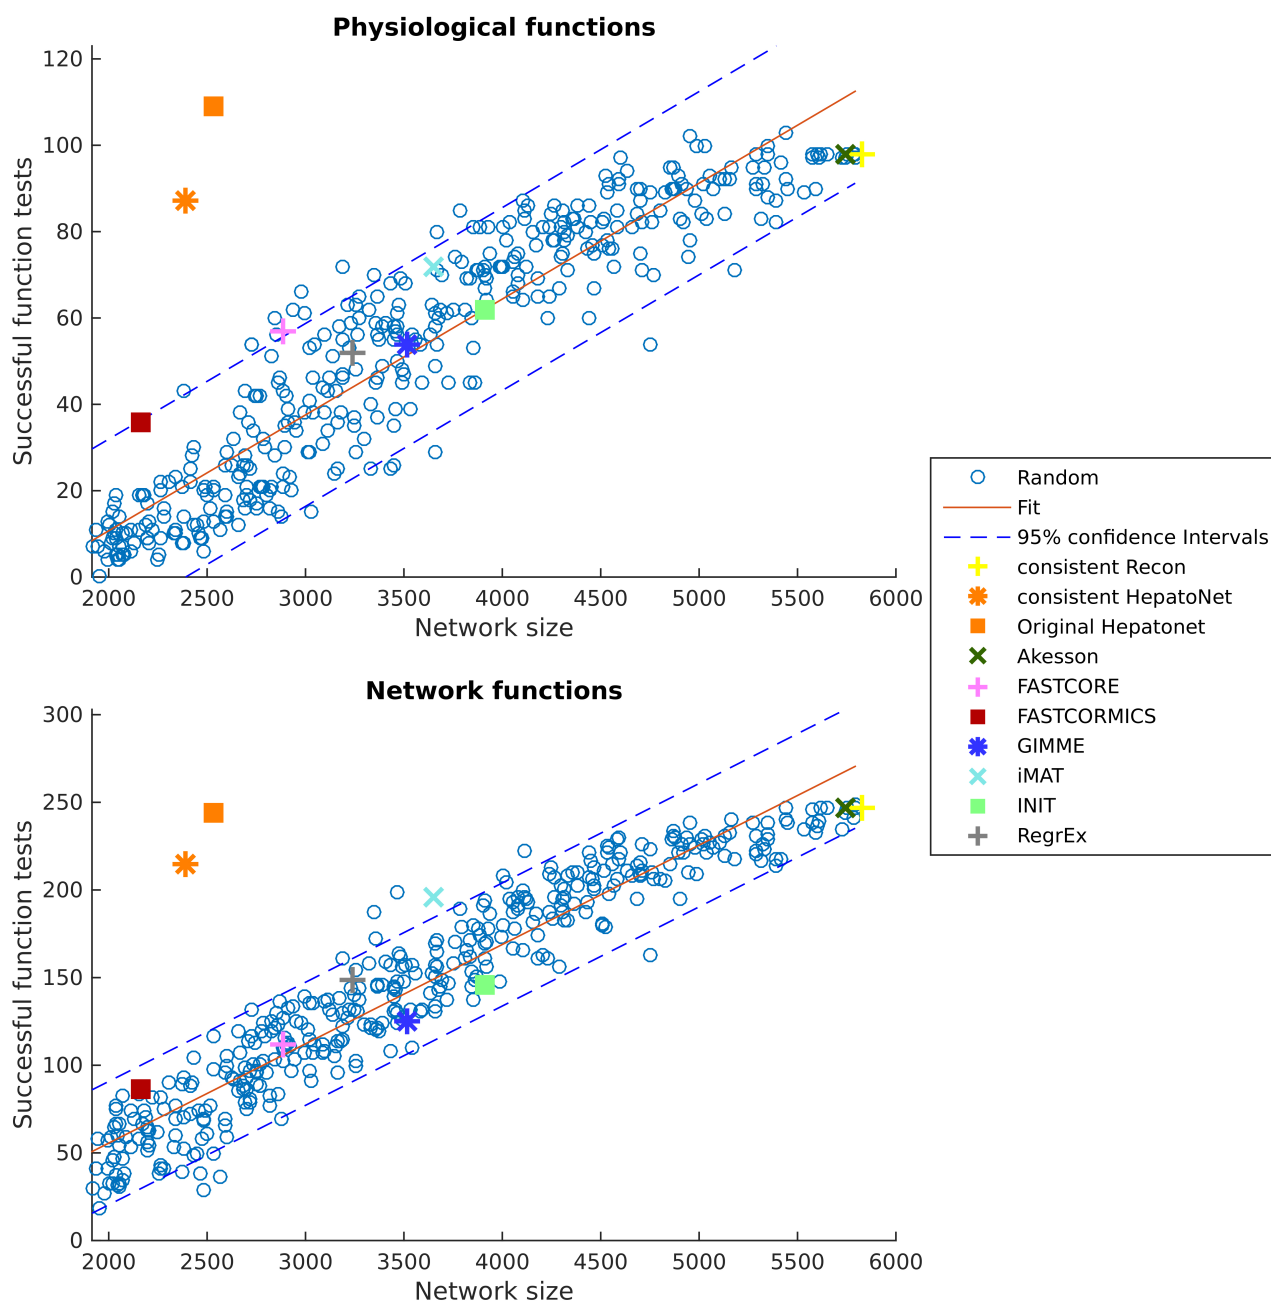 Physiological functions
120
100
80
60
40
20
0
Successful function tests
2000 2500 3000 3500 4000 4500 5000 5500 6000
Network size
Network functions
300
250
200
150
100
50
0
Successful function tests
2000 2500 3000 3500 4000 4500 5000 5500 6000
Network size
Random
Fit
95% confidence Intervals
consistent Recon
consistent HepatoNet
Original Hepatonet
Akesson
FASTCORE
FASTCORMICS
GIMME
iMAT
INIT
RegrEx